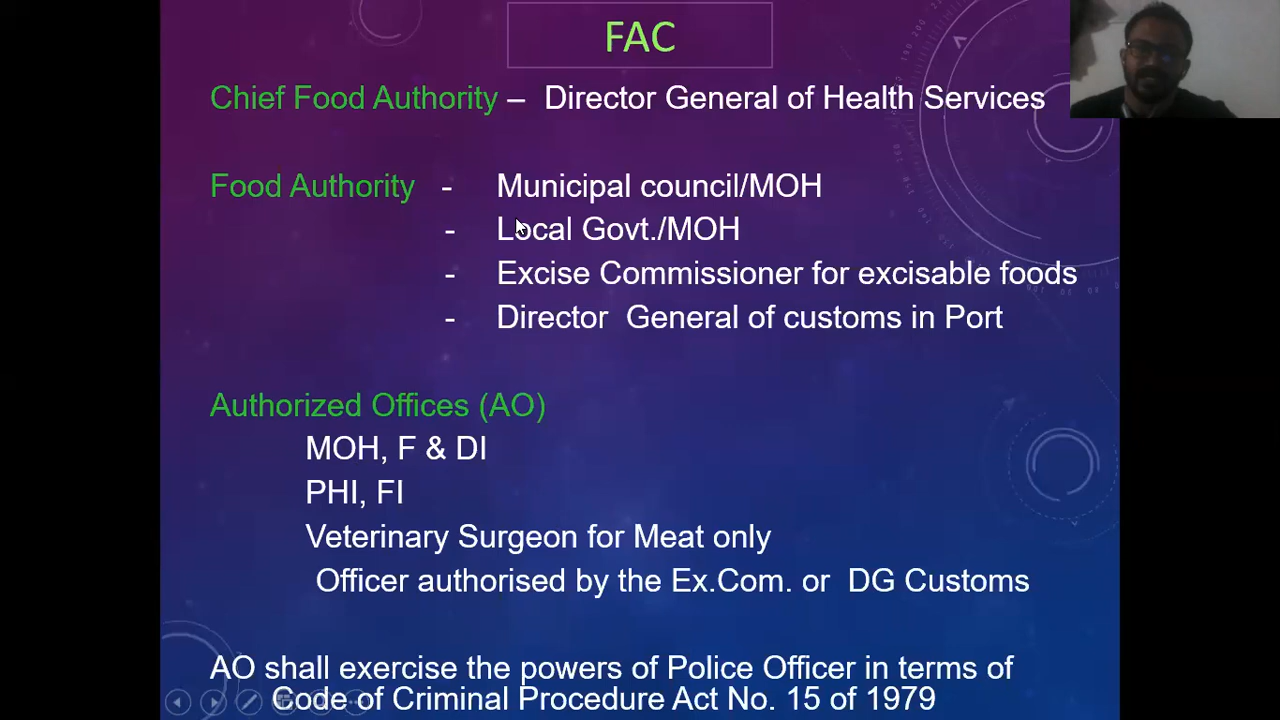 FAC
Chief Food Authority – Director General of Health Services
Food Authority - Municipal council/MOH
- Local Govt./MOH
- Excise Commissioner for excisable foods
- Director General of customs in Port
Authorized Offices (AO)
MOH, F & DI
PHI, FI
Veterinary Surgeon for Meat only
Officer authorised by the Ex.Com. or DG Customs
AO shall exercise the powers of Police Officer in terms of
Code of Criminal Procedure Act No. 15 of 1979